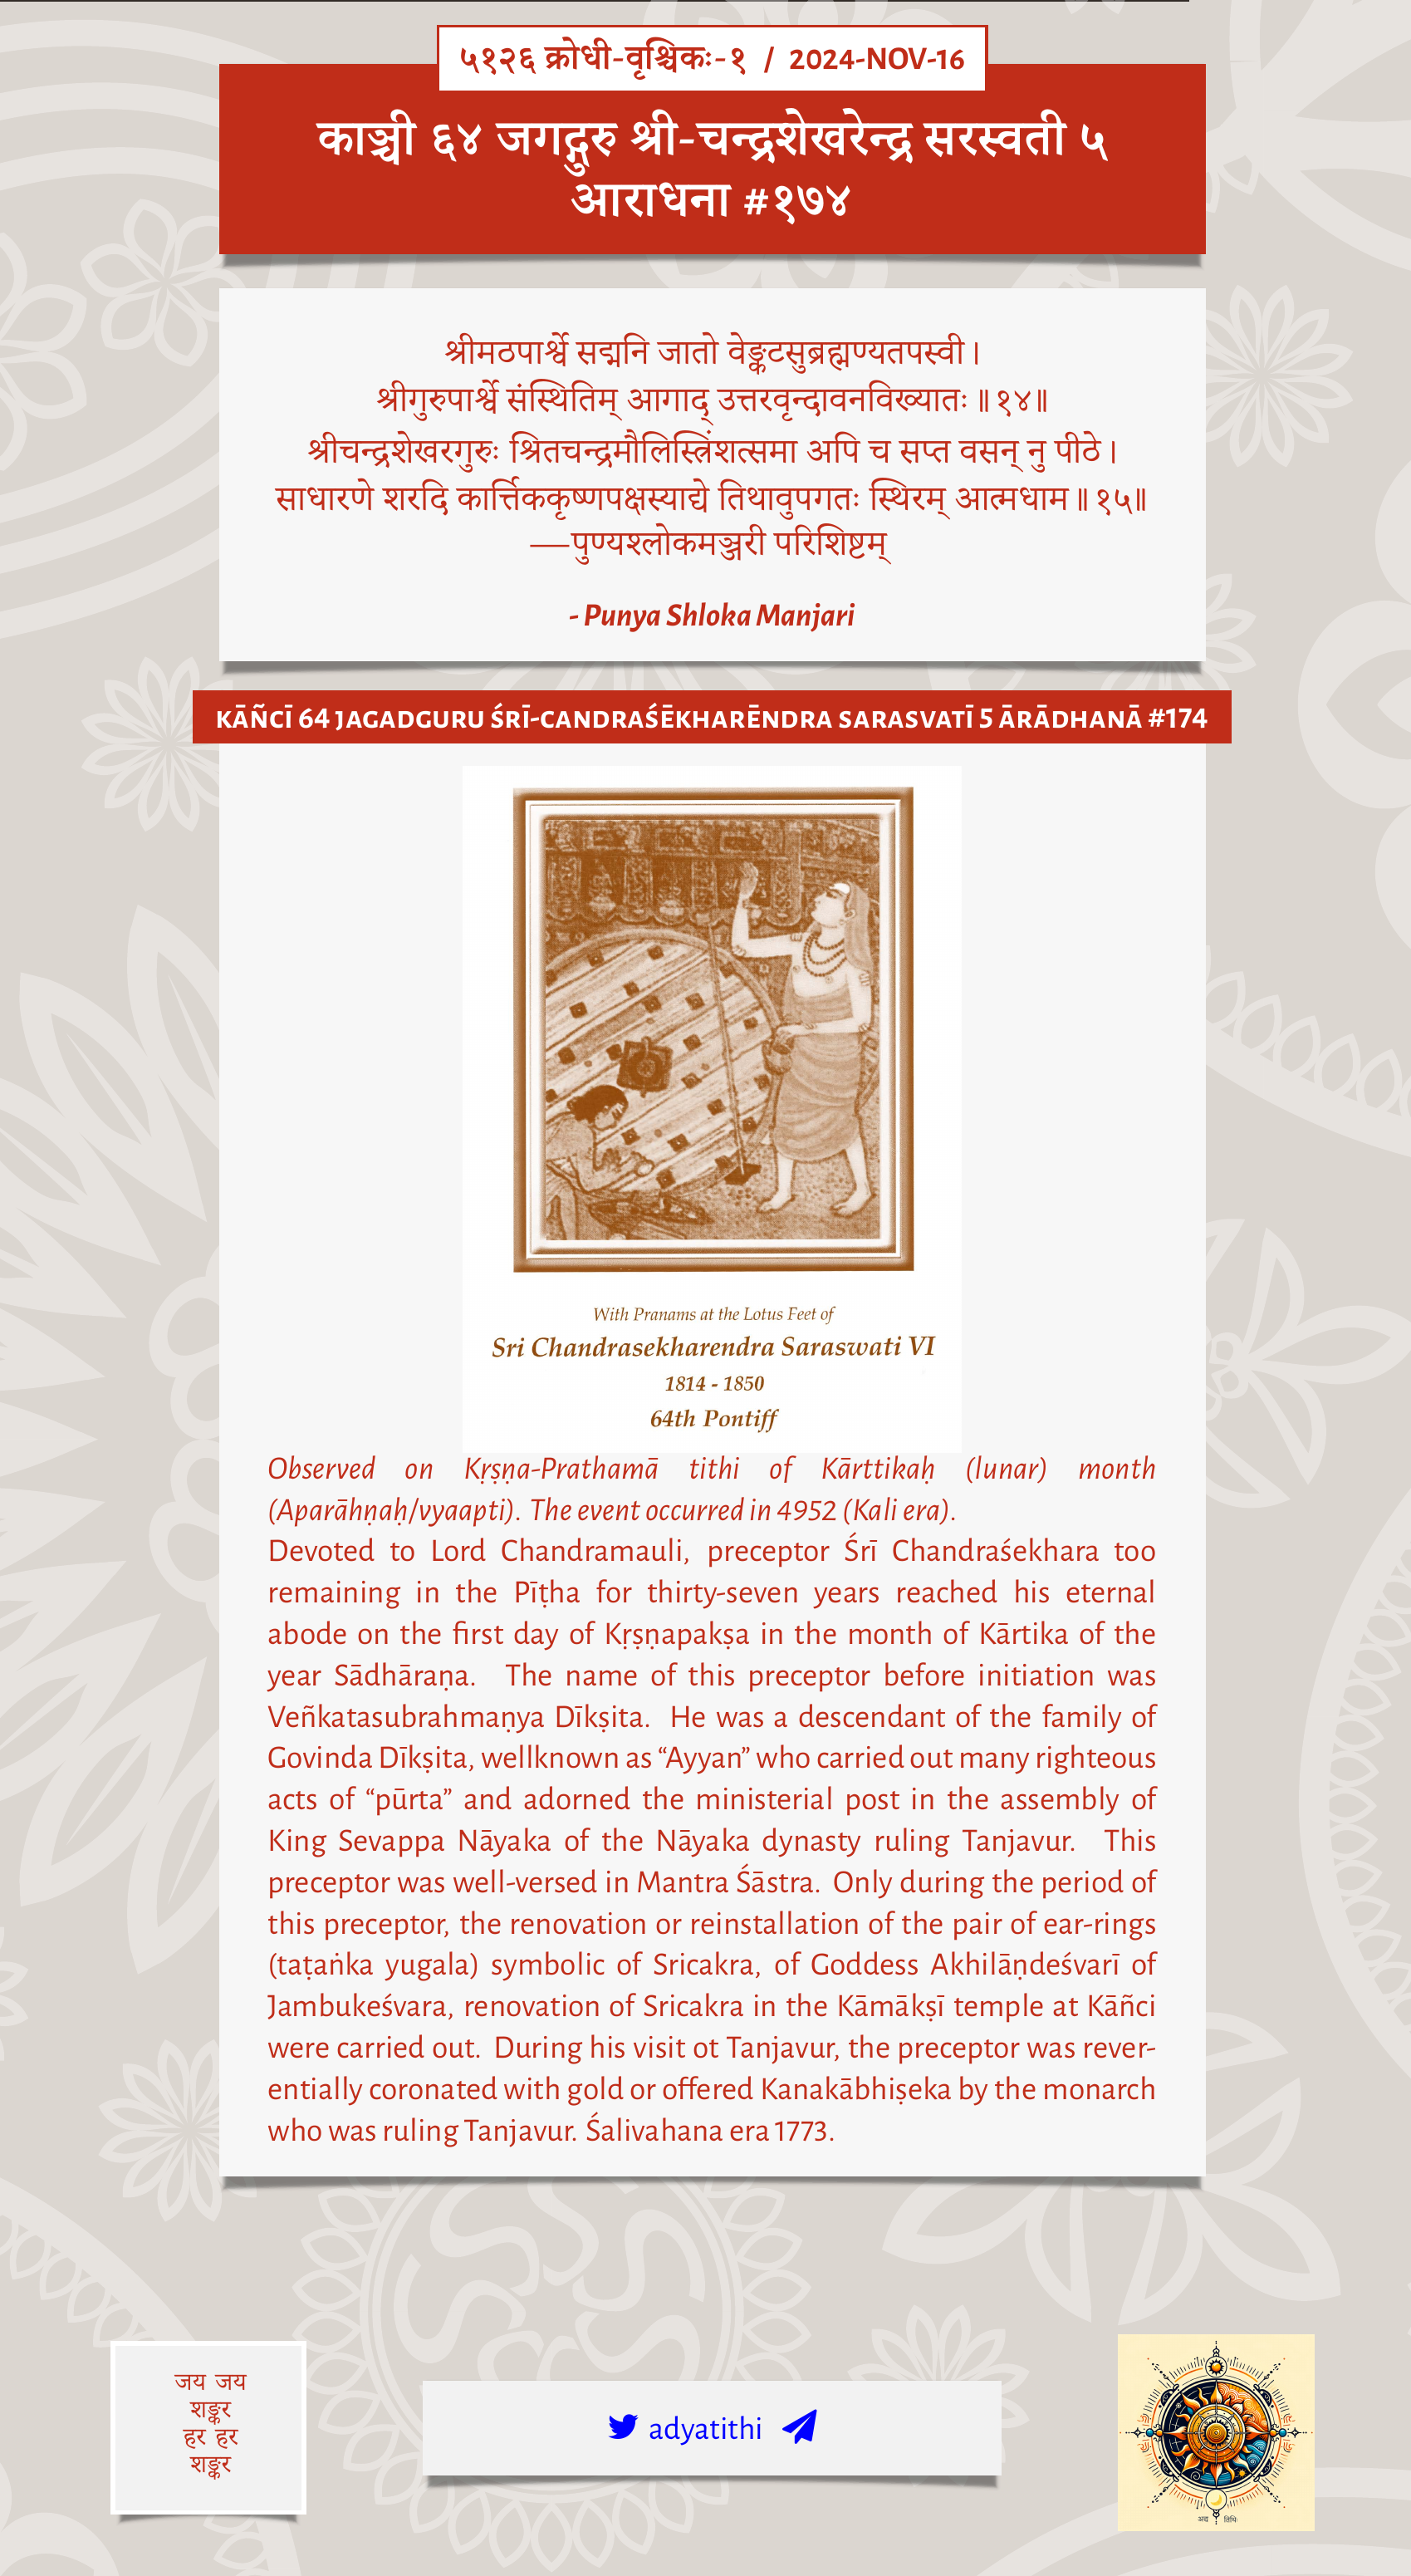 ५१२६ क्रोधी-वृश्चिकः-१ / 2024-NOV-16
काञ्ची ६४ जगद्गुरु श्री-चन्द्रशेखरेन्द्र सरस्वती ५
आराधना #१७४
श्रीमठपार्श्वे सद्मनि जातो वेङ्कटसुब्रह्मण्यतपस्वी।
श्रीगुरुपार्श्वे संस्थितिम् आगाद् उत्तरवृन्दावनविख्यातः॥१४॥
श्रीचन्द्रशेखरगुरुः श्रितचन्द्रमौलिस्त्रिंशत्समा अपि च सप्त वसन् नु पीठे।
साधारणे शरदि कार्त्तिककृष्णपक्षस्याद्ये तिथावुपगतः स्थिरम् आत्मधाम॥१५॥
—पुण्यश्लोकमञ्जरी परिशिष्टम्
- Punya Shloka Manjari
KĀÑCĪ 64 JAGADGURU ŚRĪ-CANDRAŚĒKHARĒNDRA SARASVATĪ 5 ĀRĀDHANĀ #174
With Pranams at the Lotus Feet of
Sri Chandrasekharendra Saraswati VI
1814 - 1850
64th Pontiff
Observed on Kṛṣṇa-Prathamā tithi of Kārttikaḥ (lunar) month
(Aparāhṇaḥ/vyaapti). The event occurred in 4952 (Kali era).
Devoted to Lord Chandramauli, preceptor Śrī Chandraśekhara too
remaining in the Pīṭha for thirty-seven years reached his eternal
abode on the first day of Kṛṣṇapakṣa in the month of Kārtika of the
year Sādhāraṇa. The name of this preceptor before initiation was
Veñkatasubrahmaṇya Dīkṣita. He was a descendant of the family of
Govinda Dīkṣita, wellknown as “Ayyan” who carried out many righteous
acts of “pūrta” and adorned the ministerial post in the assembly of
King Sevappa Nāyaka of the Nāyaka dynasty ruling Tanjavur. This
preceptor was well-versed in Mantra Śāstra. Only during the period of
this preceptor, the renovation or reinstallation of the pair of ear-rings
(taṭaṅka yugala) symbolic of Sricakra, of Goddess Akhilāṇdeśvarī of
Jambukeśvara, renovation of Sricakra in the Kāmākṣī temple at Kāñci
were carried out. During his visit ot Tanjavur, the preceptor was rever-
entially coronated with gold or offered Kanakābhiṣeka by the monarch
who was ruling Tanjavur. Śalivahana era 1773.
जय जय
शङ्कर
हर हर
शङ्कर
adyatithi
अद्य तिथिः